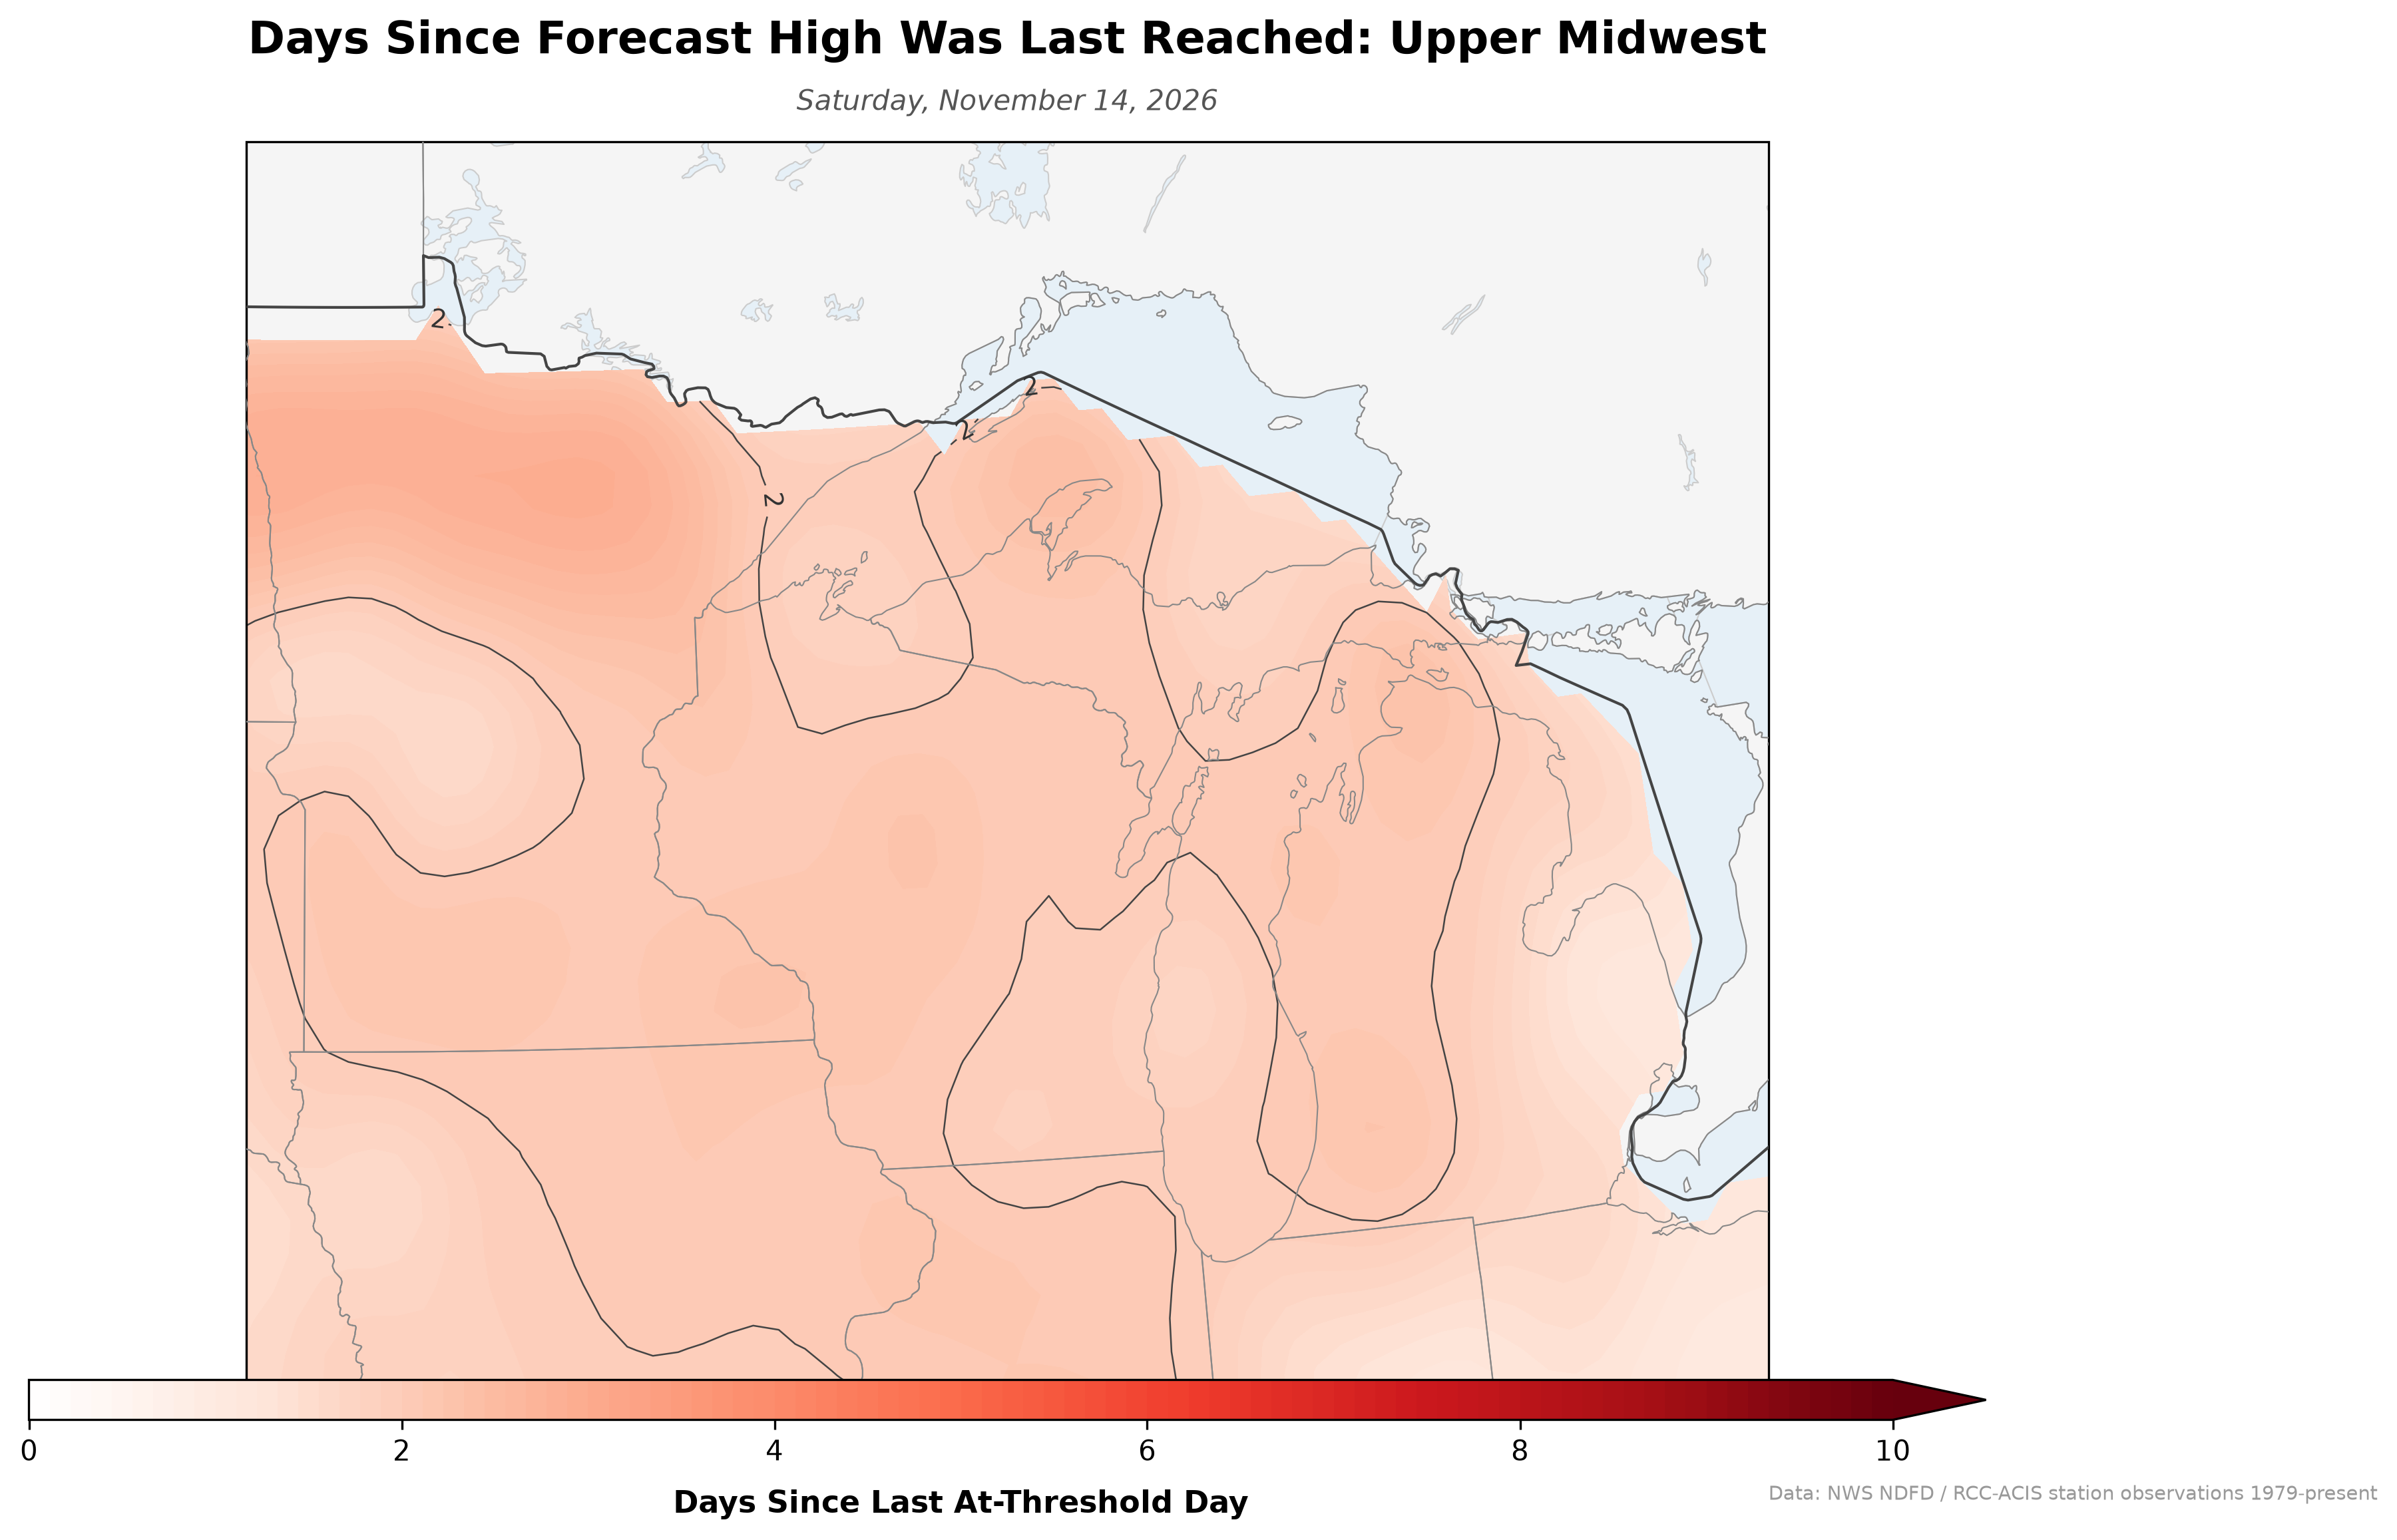 Days Since Forecast High Was Last Reached: Upper Midwest
Saturday, November 14, 2026
2
2
2
2
0 2 4 6 8 10
Days Since Last At-Threshold Day
Data: NWS NDFD / RCC-ACIS station observations 1979-present